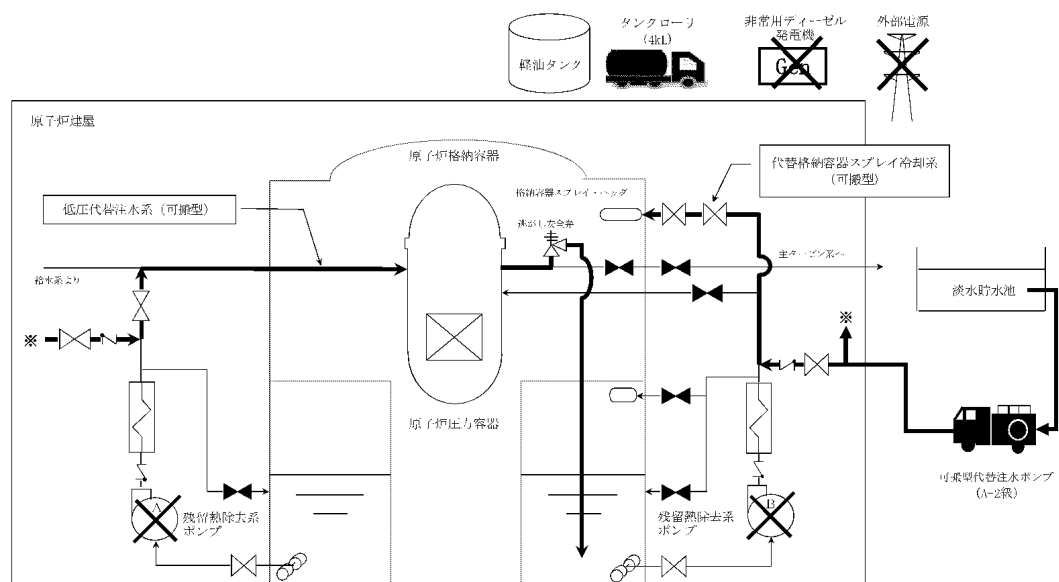 タンクローリ
(4kL)
非常用ディーゼル
発電機
外部電源
軽油タンク
Gen
原子炉建屋
原子炉格納容器
代替格納容器スプレイ冷却系
(可搬型)
格納容器スプレイ・ヘッダ
低圧代替注水系(可搬型)
逃がし安全弁
給水系より
主タービン系へ
淡水貯水池
※
※
原子炉圧力容器
可搬型代替注水ポンプ
(A-2級)
A
残留熱除去系
ポンプ
残留熱除去系
ポンプ
B